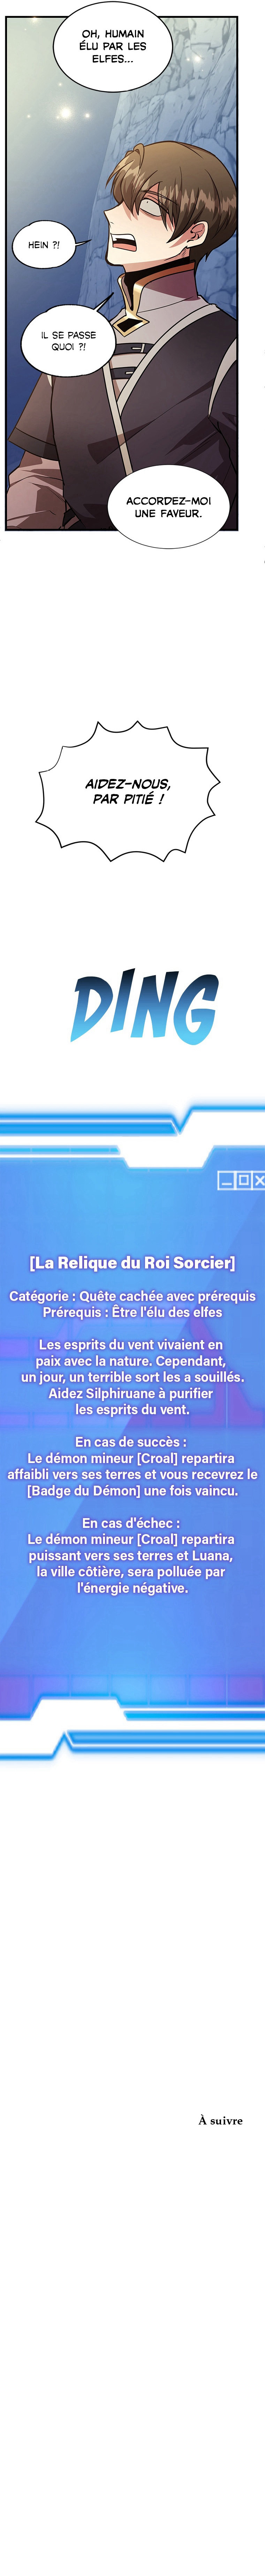 OH, HUMAIN
ÉLU PAR LES
ELFES...
HEIN ?!
IL SE PASSE
QUOI ?!
ACCORDEZ-MOI
UNE FAVEUR.
AIDEZ-NOUS,
PAR PITIÉ !
DING
[La Relique du Roi Sorcier]
Catégorie : Quête cachée avec prérequis
Prérequis : Être l'élu des elfes
Les esprits du vent vivaient en
paix avec la nature. Cependant,
un jour, un terrible sort les a souillés.
Aidez Silphiruane à purifier
les esprits du vent.
En cas de succès :
Le démon mineur [Croal] repartira
affaibli vers ses terres et vous recevrez le
[Badge du Démon] une fois vaincu.
En cas d'échec :
Le démon mineur [Croal] repartira
puissant vers ses terres et Luana,
la ville côtière, sera polluée par
l'énergie négative.
À suivre